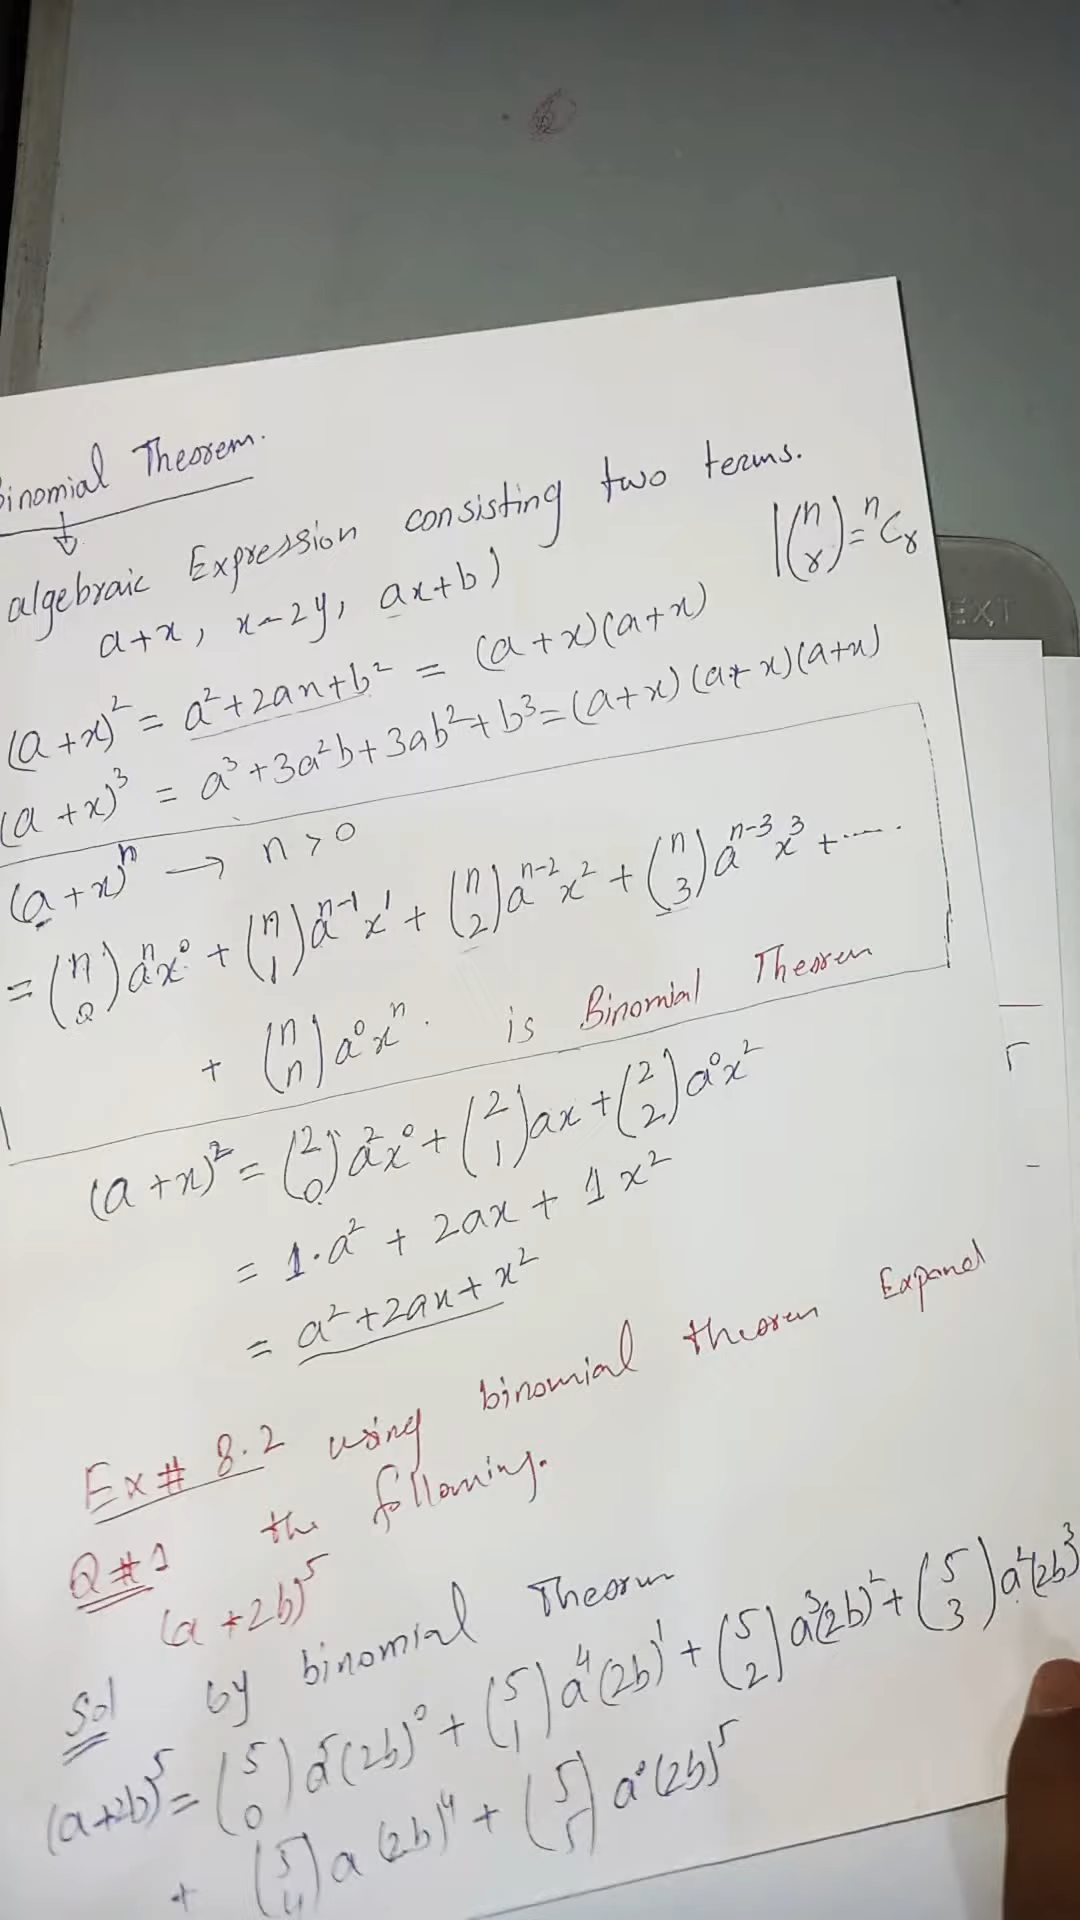 Binomial Theorem.
algebraic Expression consisting two terms.
a+x, x-2y, ax+b)
|(n r) = ⁿCᵣ
(a+x)² = a²+2ax+b² = (a+x)(a+x)
(a+x)³ = a³+3a²b+3ab²+b³=(a+x)(a+x)(a+x)
(a+x)ⁿ → n>0
= (n 0) aⁿx⁰ + (n 1) aⁿ⁻¹x¹ + (n 2) aⁿ⁻²x² + (n 3) aⁿ⁻³x³ + ......
+ (n n) a⁰xⁿ. is Binomial Theorem
(a+x)² = (2 0) a²x⁰ + (2 1) ax + (2 2) a⁰x²
= 1.a² + 2ax + 1x²
= a²+2ax+x²
Ex# 8.2 using binomial theorem Expand
Q#1 the following.
(a+2b)⁵
Sol by binomial Theorem
(a+2b)⁵ = (5 0) a⁵(2b)⁰ + (5 1) a⁴(2b)¹ + (5 2) a³(2b)² + (5 3) a²(2b)³
+ (5 4) a (2b)⁴ + (5 5) a⁰(2b)⁵
EXT